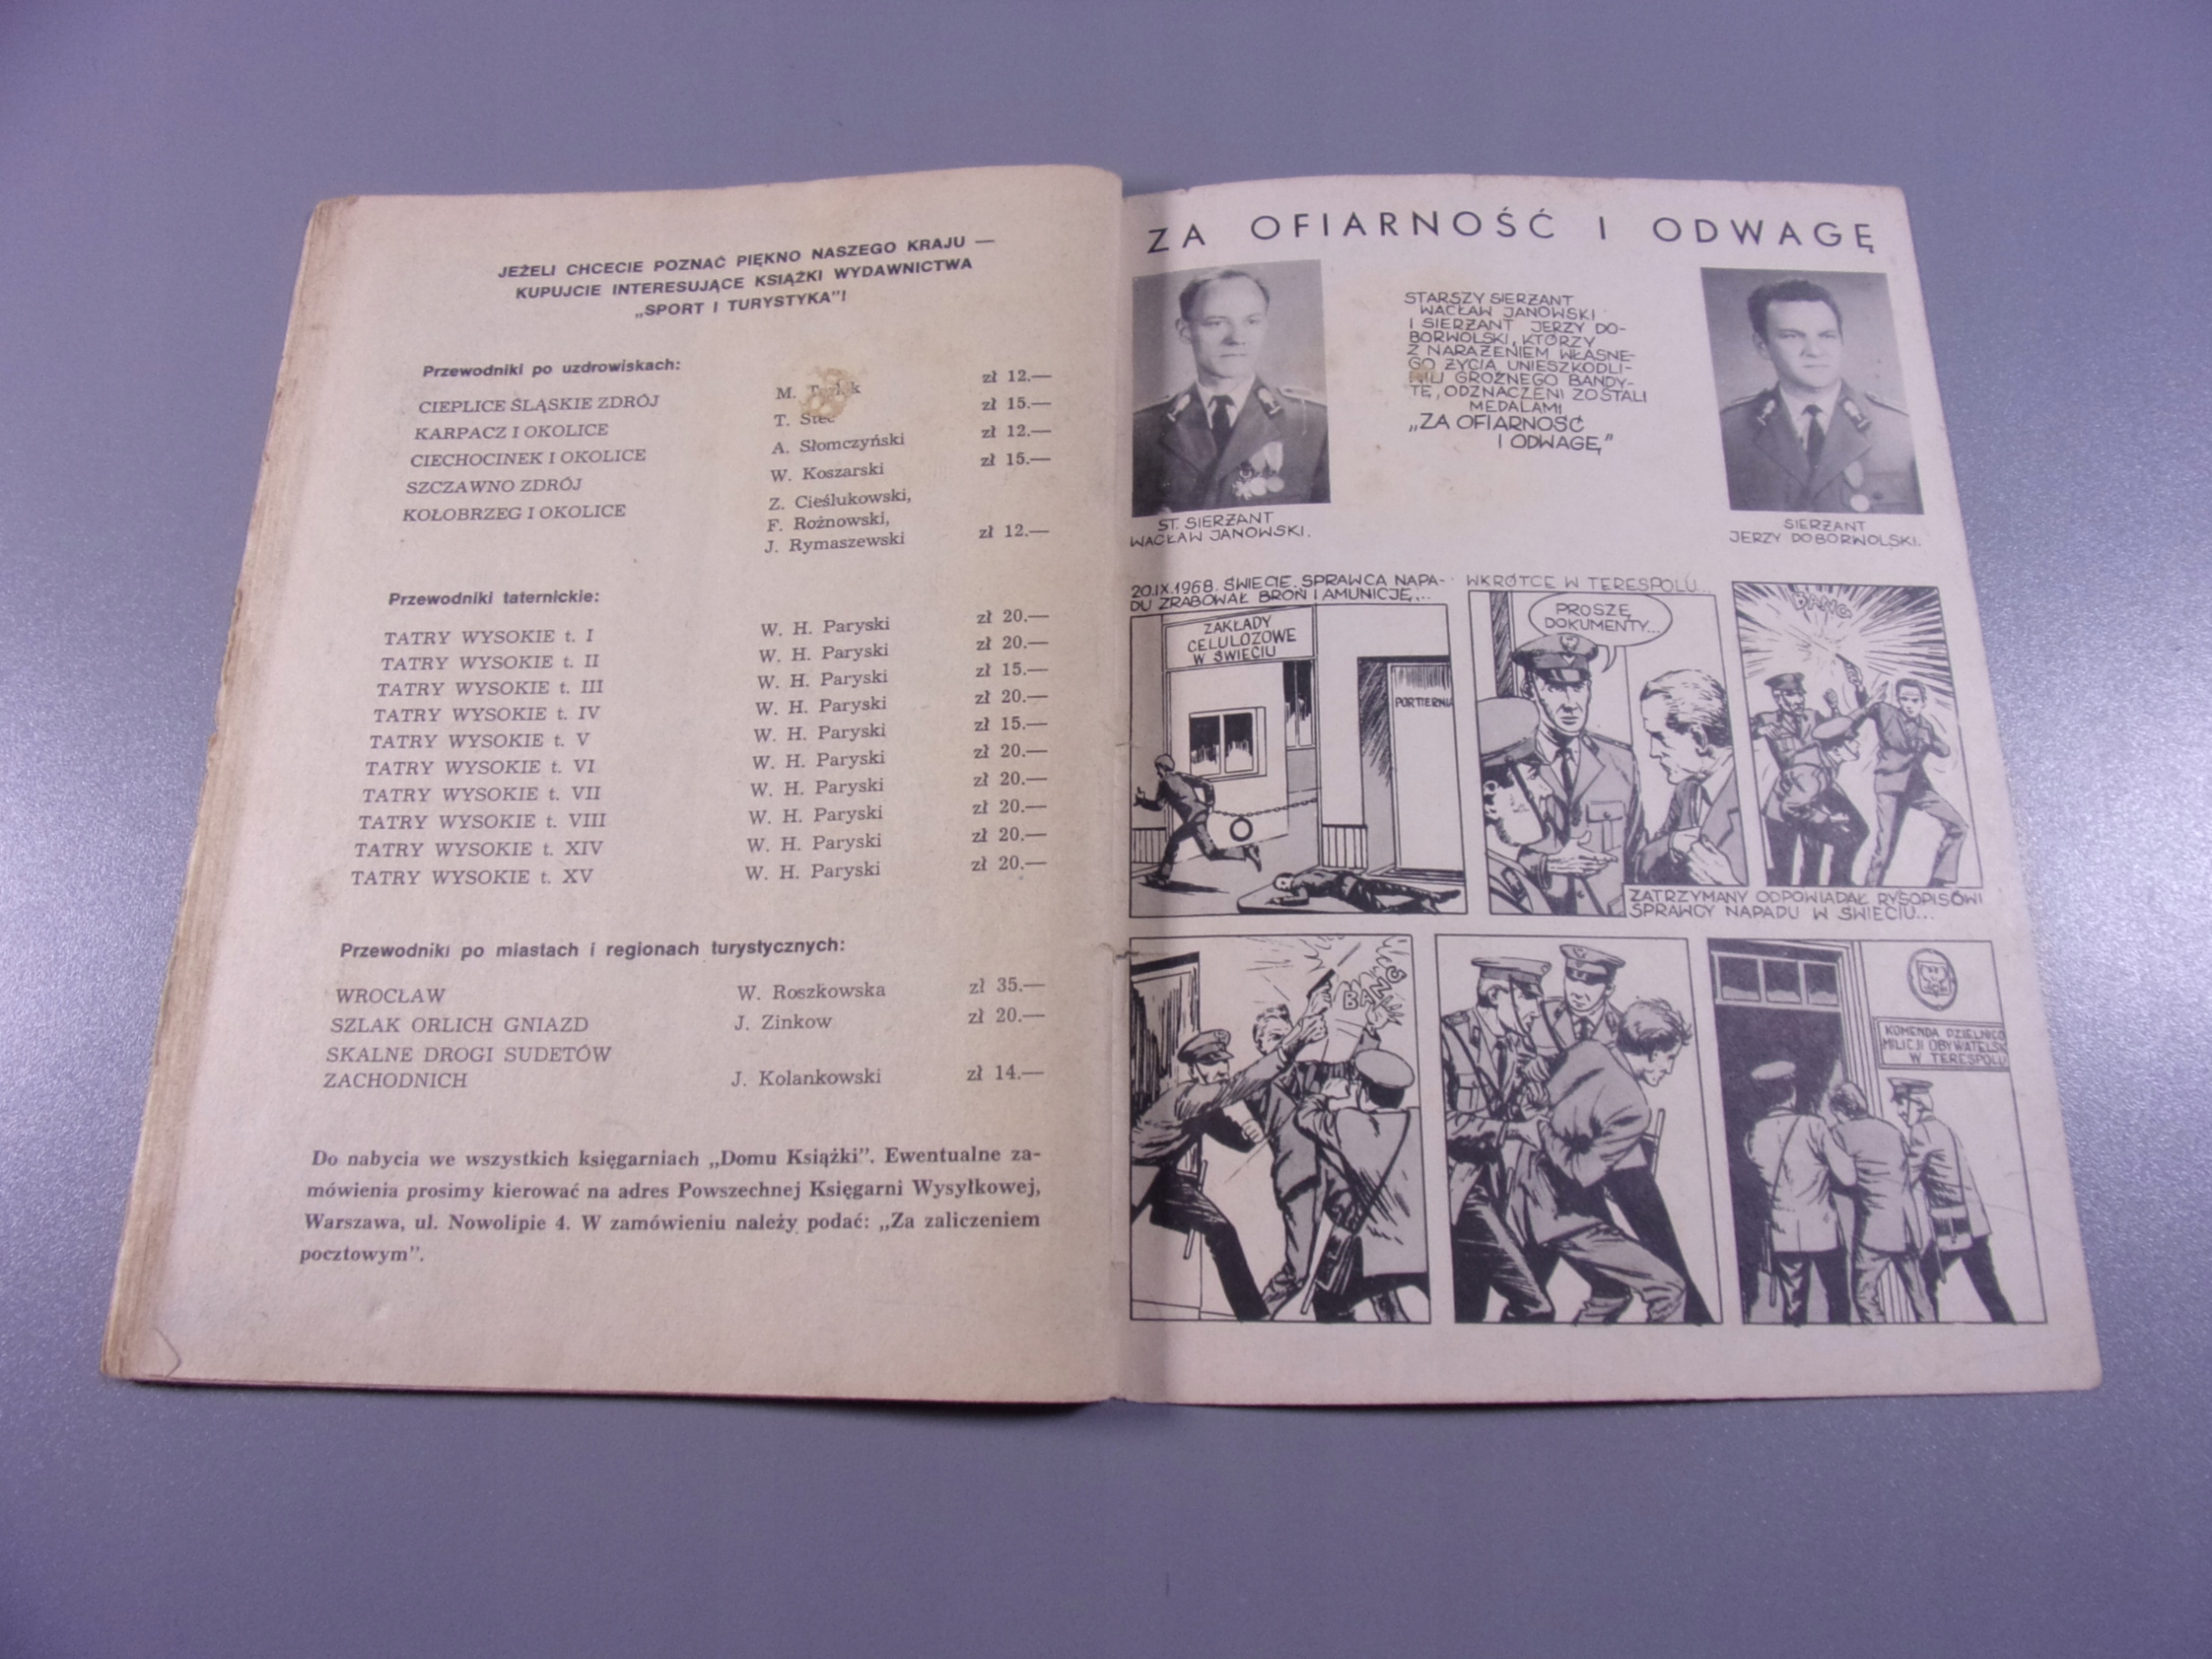 JEŻELI CHCECIE POZNAĆ PIĘKNO NASZEGO KRAJU —
KUPUJCIE INTERESUJĄCE KSIĄŻKI WYDAWNICTWA
„SPORT I TURYSTYKA”!
Przewodniki po uzdrowiskach:
CIEPLICE ŚLĄSKIE ZDRÓJ M. zł 12.—
KARPACZ I OKOLICE T. Stec zł 15.—
CIECHOCINEK I OKOLICE A. Słomczyński zł 12.—
SZCZAWNO ZDRÓJ W. Koszarski zł 15.—
KOŁOBRZEG I OKOLICE Z. Cieślukowski,
F. Rożnowski,
J. Rymaszewski zł 12.—
Przewodniki taternickie:
TATRY WYSOKIE t. I W. H. Paryski zł 20.—
TATRY WYSOKIE t. II W. H. Paryski zł 20.—
TATRY WYSOKIE t. III W. H. Paryski zł 15.—
TATRY WYSOKIE t. IV W. H. Paryski zł 20.—
TATRY WYSOKIE t. V W. H. Paryski zł 15.—
TATRY WYSOKIE t. VI W. H. Paryski zł 20.—
TATRY WYSOKIE t. VII W. H. Paryski zł 20.—
TATRY WYSOKIE t. VIII W. H. Paryski zł 20.—
TATRY WYSOKIE t. XIV W. H. Paryski zł 20.—
TATRY WYSOKIE t. XV W. H. Paryski zł 20.—
Przewodniki po miastach i regionach turystycznych:
WROCŁAW W. Roszkowska zł 35.—
SZLAK ORLICH GNIAZD J. Zinkow zł 20.—
SKALNE DROGI SUDETÓW
ZACHODNICH J. Kolankowski zł 14.—
Do nabycia we wszystkich księgarniach „Domu Książki”. Ewentualne za-
mówienia prosimy kierować na adres Powszechnej Księgarni Wysyłkowej,
Warszawa, ul. Nowolipie 4. W zamówieniu należy podać: „Za zaliczeniem
pocztowym”.
ZA OFIARNOŚĆ I ODWAGĘ
STARSZY SIERŻANT
WACŁAW JANOWSKI
I SIERŻANT JERZY DO-
BORWOLSKI, KTÓRZY
Z NARAŻENIEM WŁASNE-
GO ŻYCIA UNIESZKODLI-
WILI GROŹNEGO BANDY-
TĘ, ODZNACZENI ZOSTALI
MEDALAMI
„ZA OFIARNOŚĆ
I ODWAGĘ”
ST. SIERŻANT
WACŁAW JANOWSKI.
SIERŻANT
JERZY DOBORWOLSKI.
20.IX.1968. ŚWIECIE. SPRAWCA NAPA-
DU ZRABOWAŁ BROŃ I AMUNICJĘ...
ZAKŁADY
CELULOZOWE
W ŚWIECIU
PORTIERNIA
WKRÓTCE W TERESPOLU...
PROSZĘ
DOKUMENTY...
BANG
ZATRZYMANY ODPOWIADAŁ RYSOPISÓWI
SPRAWCY NAPADU W ŚWIECIU...
BANG
KOMENDA DZIELNICO
MILICJI OBYWATELSK
W TERESPOLU